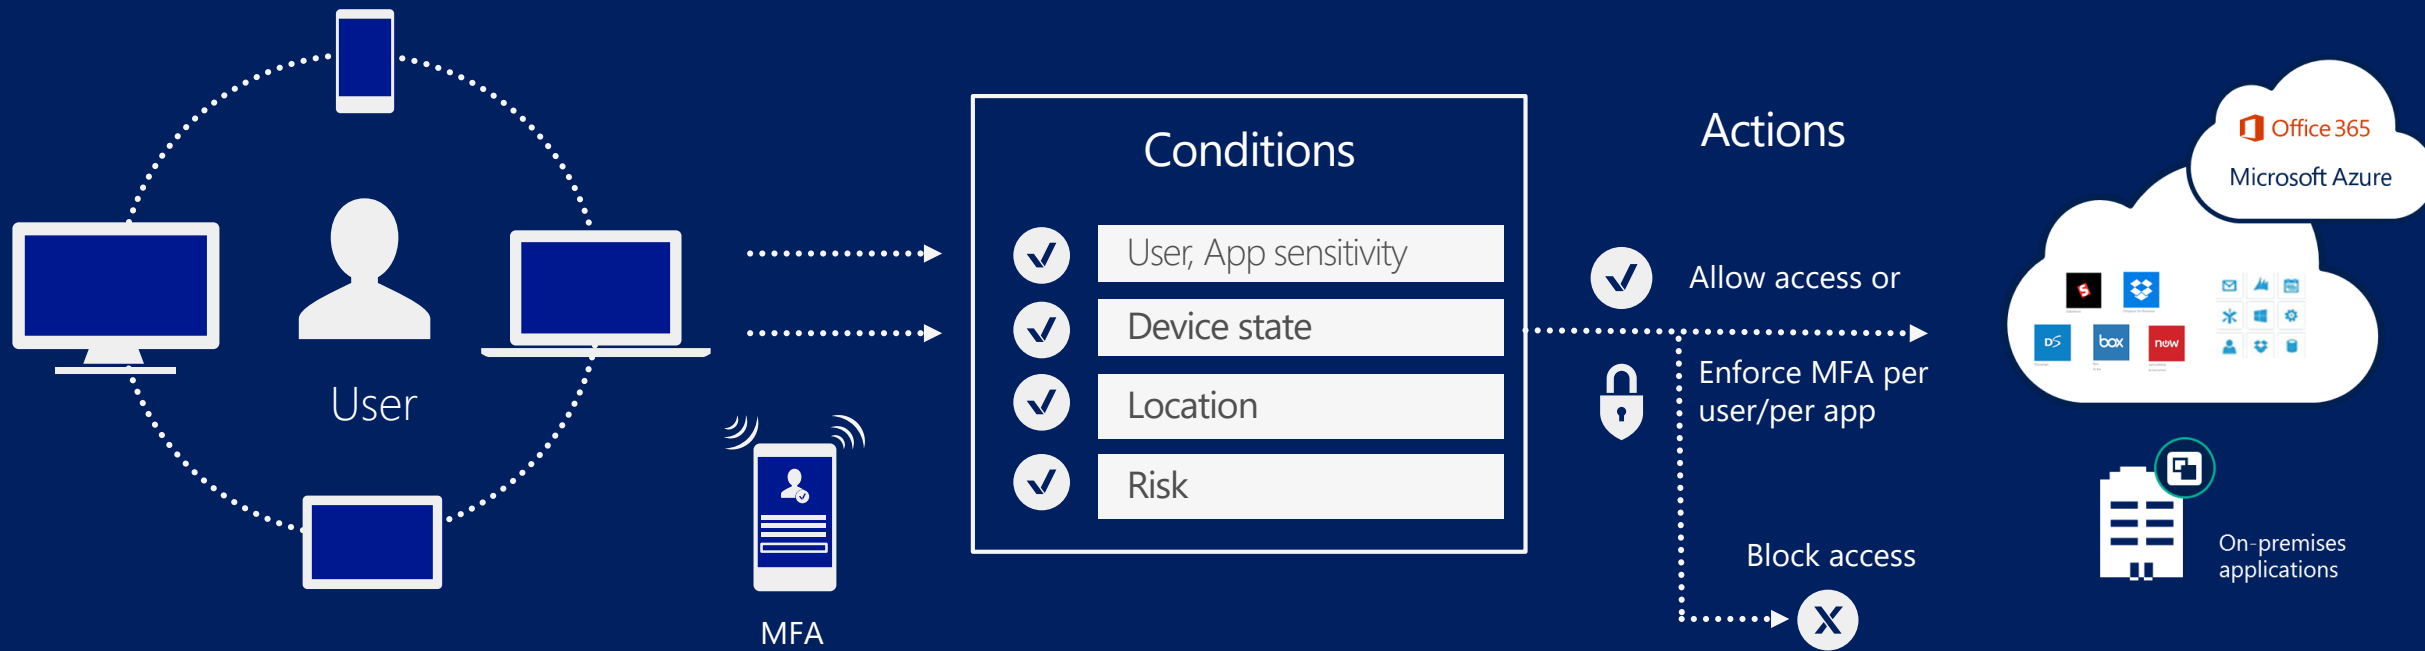 User
MFA
Conditions
User, App sensitivity
Device state
Location
Risk
Actions
Allow access or
Enforce MFA per
user/per app
Block access
Office 365
Microsoft Azure
DS
box
now
On-premises
applications